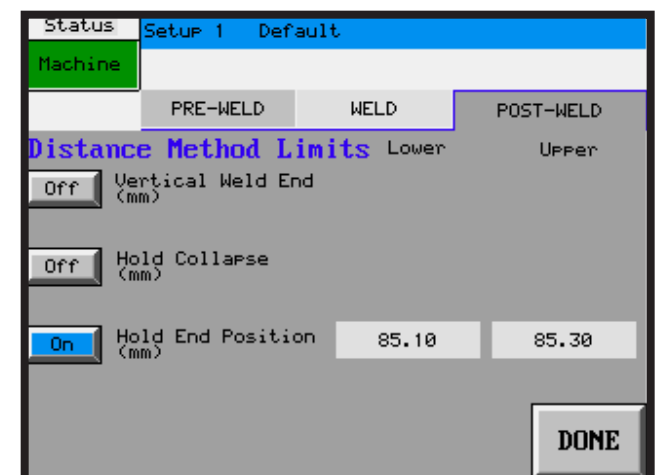 Status Setup 1 Default
Machine
PRE-WELD WELD POST-WELD
Distance Method Limits Lower Upper
Off Vertical Weld End
(mm)
Off Hold Collapse
(mm)
On Hold End Position 85.10 85.30
(mm)
DONE